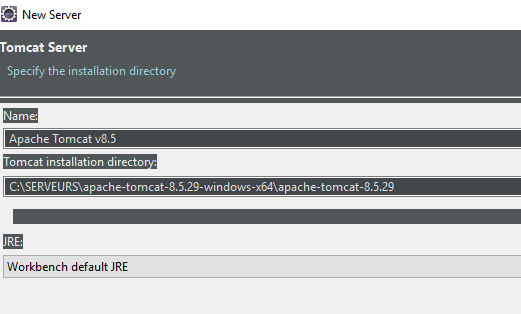 New Server
Tomcat Server
Specify the installation directory
Name:
Apache Tomcat v8.5
Tomcat installation directory:
C:\SERVEURS\apache-tomcat-8.5.29-windows-x64\apache-tomcat-8.5.29
JRE:
Workbench default JRE